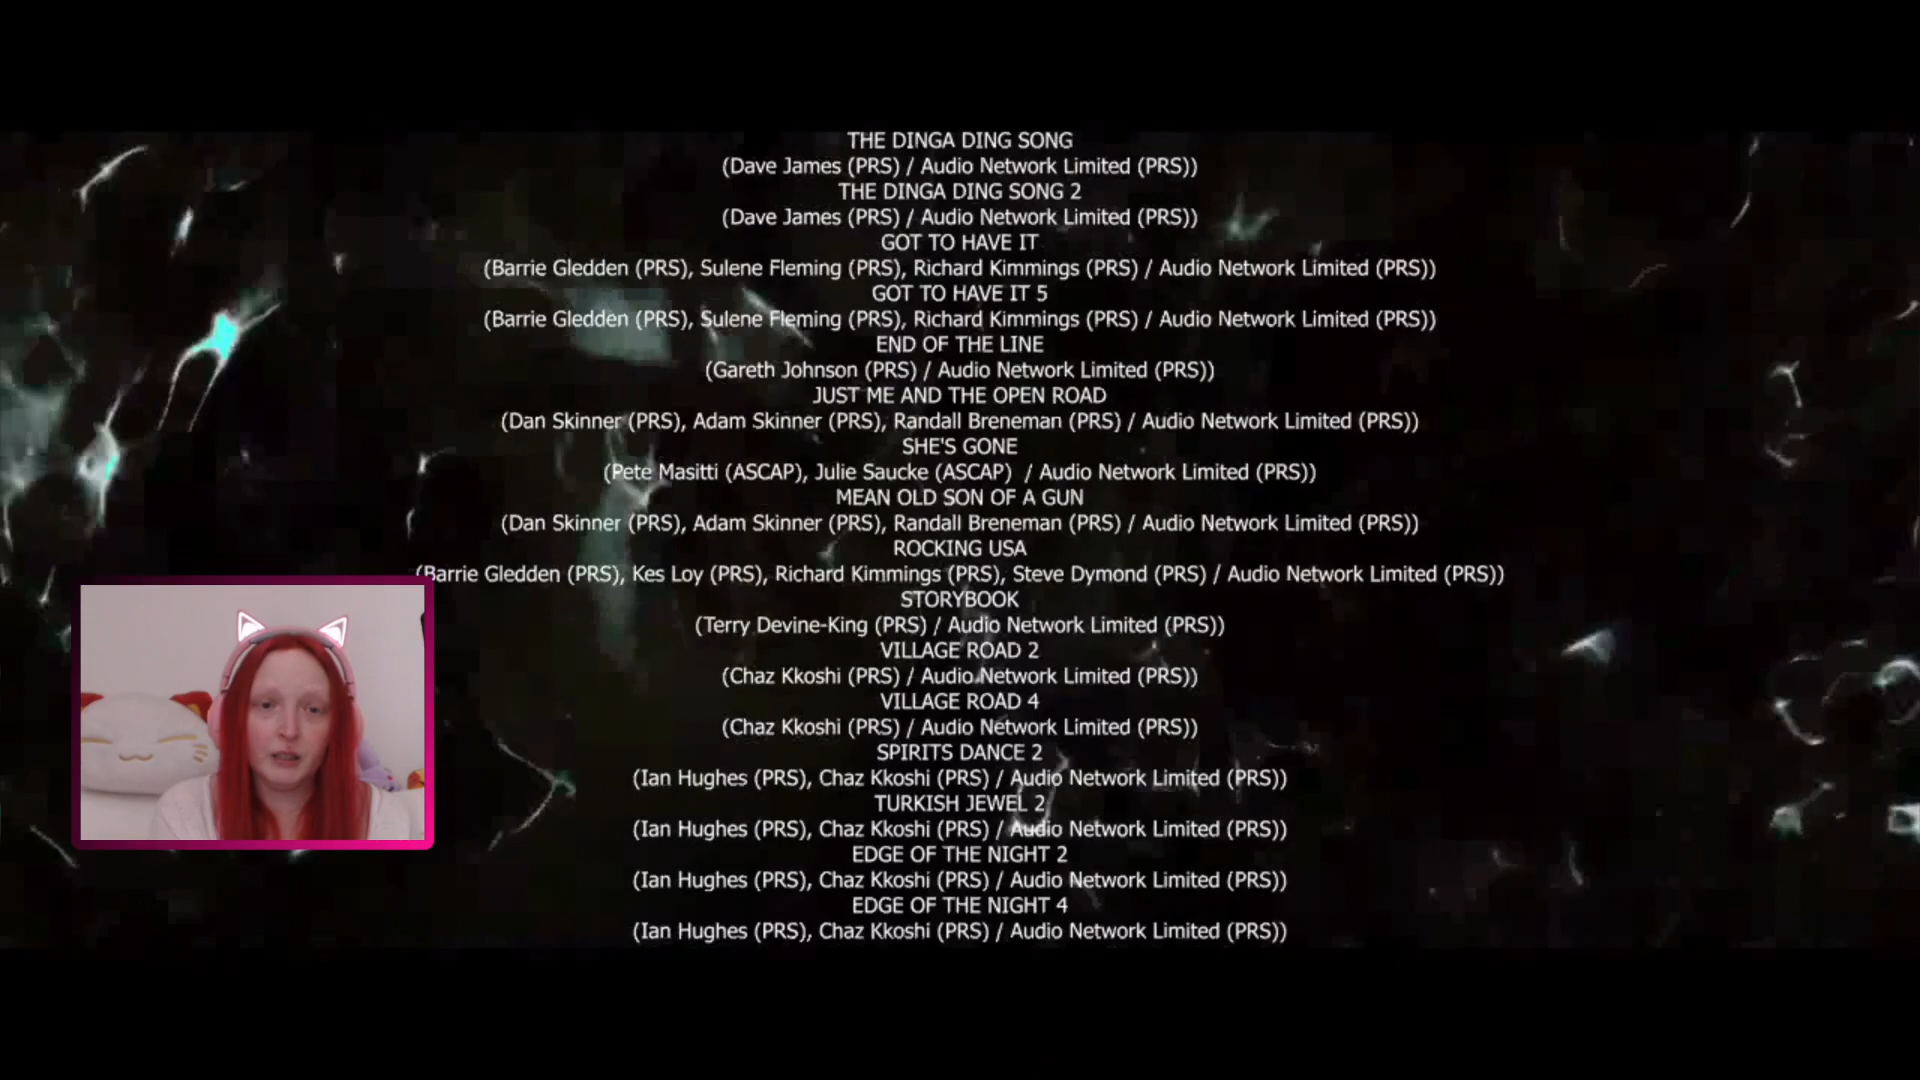 THE DINGA DING SONG
(Dave James (PRS) / Audio Network Limited (PRS))
THE DINGA DING SONG 2
(Dave James (PRS) / Audio Network Limited (PRS))
GOT TO HAVE IT
(Barrie Gledden (PRS), Sulene Fleming (PRS), Richard Kimmings (PRS) / Audio Network Limited (PRS))
GOT TO HAVE IT 5
(Barrie Gledden (PRS), Sulene Fleming (PRS), Richard Kimmings (PRS) / Audio Network Limited (PRS))
END OF THE LINE
(Gareth Johnson (PRS) / Audio Network Limited (PRS))
JUST ME AND THE OPEN ROAD
(Dan Skinner (PRS), Adam Skinner (PRS), Randall Breneman (PRS) / Audio Network Limited (PRS))
SHE'S GONE
(Pete Masitti (ASCAP), Julie Saucke (ASCAP)  / Audio Network Limited (PRS))
MEAN OLD SON OF A GUN
(Dan Skinner (PRS), Adam Skinner (PRS), Randall Breneman (PRS) / Audio Network Limited (PRS))
ROCKING USA
(Barrie Gledden (PRS), Kes Loy (PRS), Richard Kimmings (PRS), Steve Dymond (PRS) / Audio Network Limited (PRS))
STORYBOOK
(Terry Devine-King (PRS) / Audio Network Limited (PRS))
VILLAGE ROAD 2
(Chaz Kkoshi (PRS) / Audio Network Limited (PRS))
VILLAGE ROAD 4
(Chaz Kkoshi (PRS) / Audio Network Limited (PRS))
SPIRITS DANCE 2
(Ian Hughes (PRS), Chaz Kkoshi (PRS) / Audio Network Limited (PRS))
TURKISH JEWEL 2
(Ian Hughes (PRS), Chaz Kkoshi (PRS) / Audio Network Limited (PRS))
EDGE OF THE NIGHT 2
(Ian Hughes (PRS), Chaz Kkoshi (PRS) / Audio Network Limited (PRS))
EDGE OF THE NIGHT 4
(Ian Hughes (PRS), Chaz Kkoshi (PRS) / Audio Network Limited (PRS))